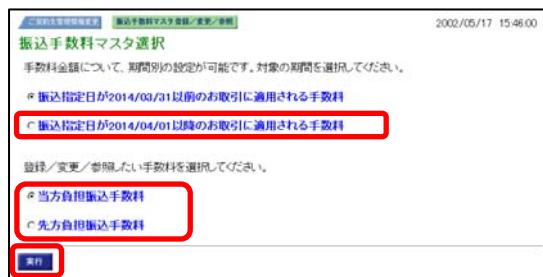 ご契約先管理情報変更 振込手数料マスタ登録/変更/参照 2002/05/17 15:46:00
振込手数料マスタ選択
手数料金額について、期間別の設定が可能です。対象の期間を選択してください。
振込指定日が2014/03/31以前のお取引に適用される手数料
振込指定日が2014/04/01以降のお取引に適用される手数料
登録/変更/参照したい手数料を選択してください。
当方負担振込手数料
先方負担振込手数料
実行